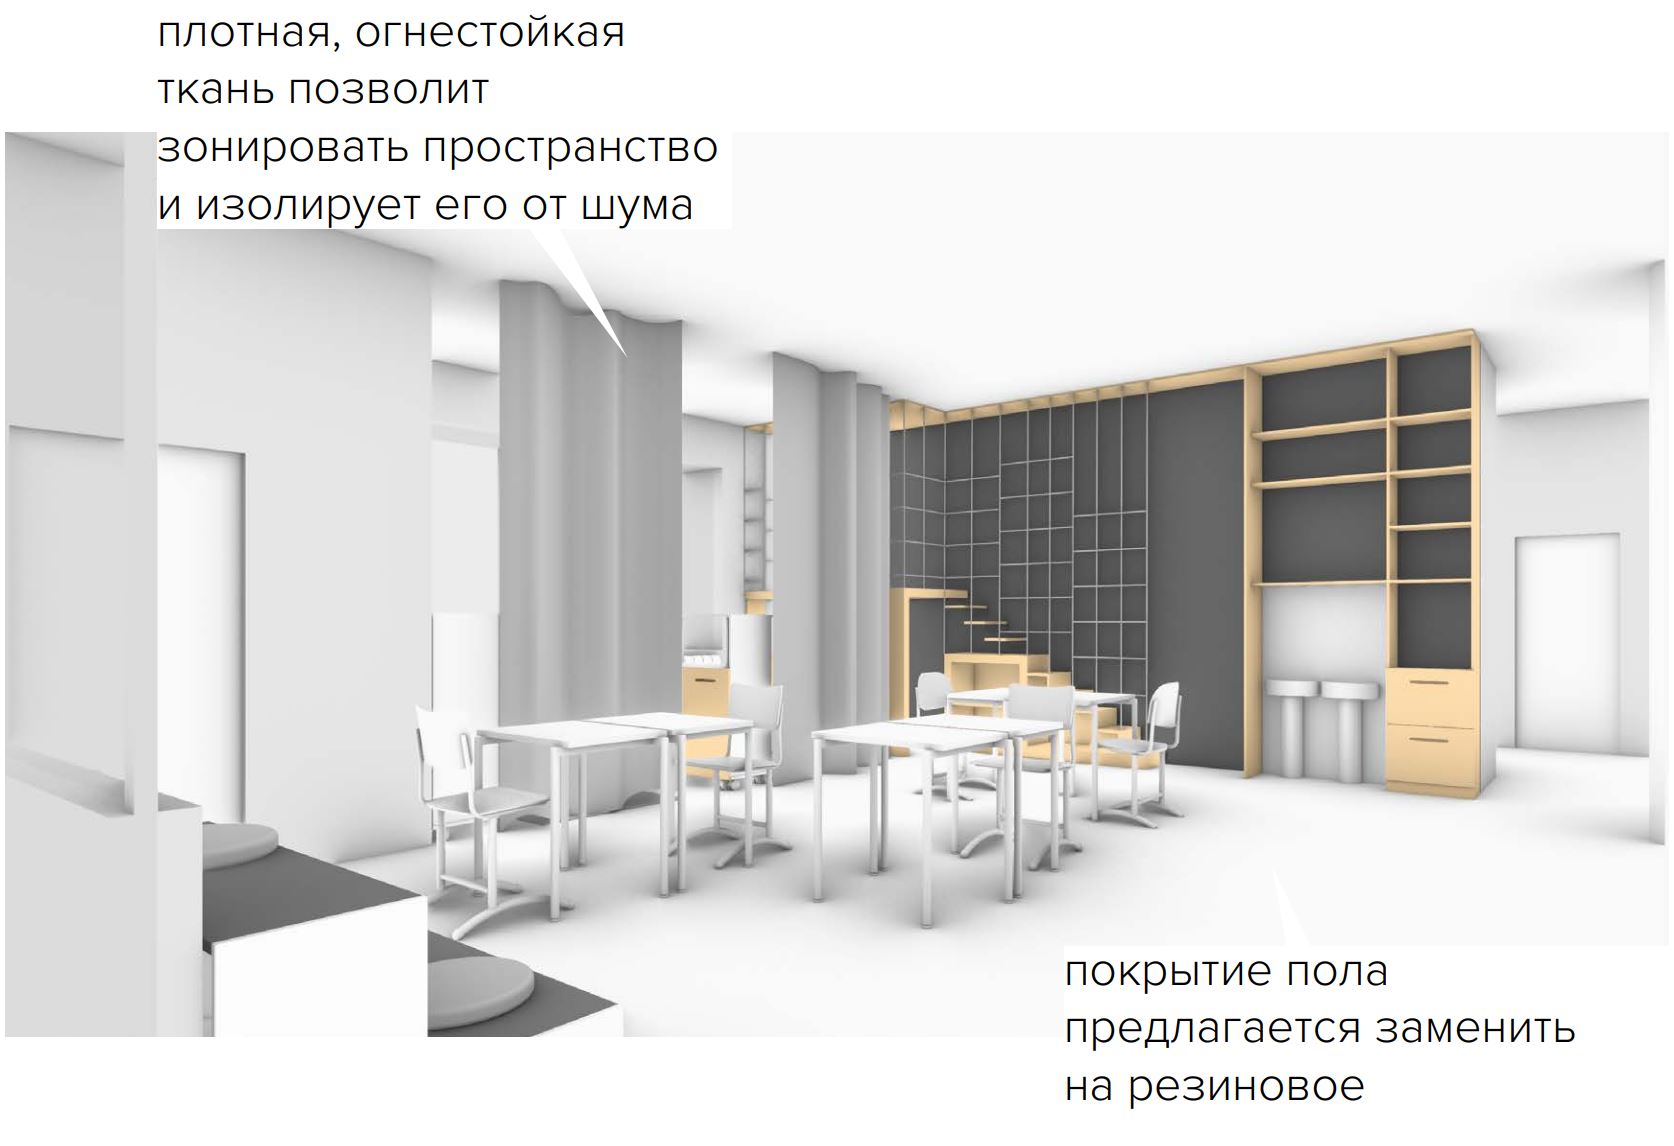 плотная, огнестойкая
ткань позволит
зонировать пространство
и изолирует его от шума
покрытие пола
предлагается заменить
на резиновое